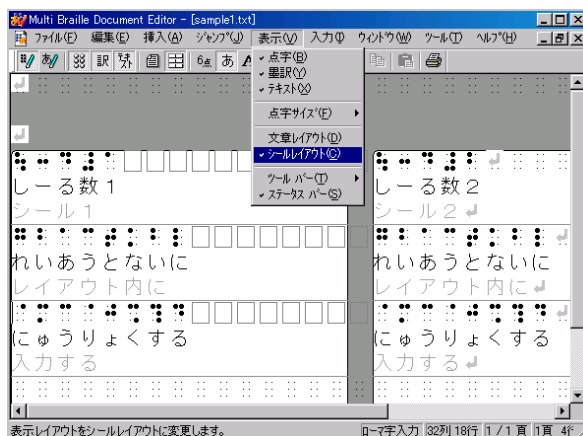 Multi Braille Document Editor - [sample1.txt]
ファイル(F) 編集(E) 挿入(A) ジャンプ(J) 表示(V) 入力(I) ウィンドウ(W) ツール(T) ヘルプ(H)
訳 6点 あ A
✓点字(B)
✓墨訳(Y)
✓テキスト(X)
点字サイズ(F)
文章レイアウト(D)
✓シールレイアウト(C)
ツール バー(T)
✓ステータス バー(S)
⠳⠒⠙⠼⠂
しーる数1
シール1
しーる数2
シール2
れいあうとないに
レイアウト内に
れいあうとないに
レイアウト内に
にゅうりょくする
入力する
にゅうりょくする
入力する
表示レイアウトをシールレイアウトに変更します。 ローマ字入力 32列 18行 1/1頁 1頁 4行